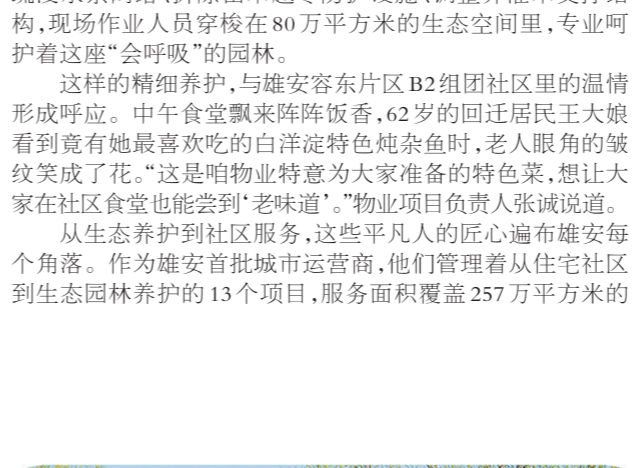 构，现场作业人员穿梭在80万平方米的生态空间里，专业呵
护着这座“会呼吸”的园林。
这样的精细养护，与雄安容东片区B2组团社区里的温情
形成呼应。中午食堂飘来阵阵饭香，62岁的回迁居民王大娘
看到竟有她最喜欢吃的白洋淀特色炖杂鱼时，老人眼角的皱
纹笑成了花。“这是咱物业特意为大家准备的特色菜，想让大
家在社区食堂也能尝到‘老味道’。”物业项目负责人张诚说道。
从生态养护到社区服务，这些平凡人的匠心遍布雄安每
个角落。作为雄安首批城市运营商，他们管理着从住宅社区
到生态园林养护的13个项目，服务面积覆盖257万平方米的